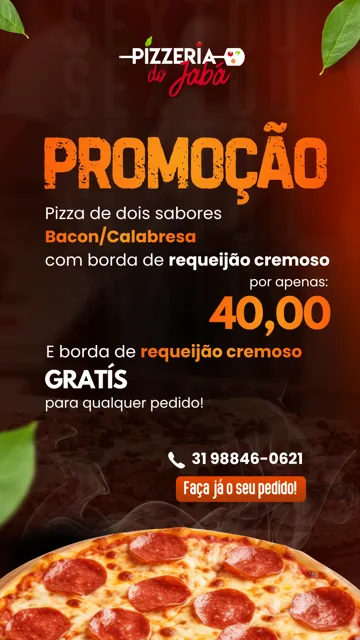 PIZZERIA
do Jabá
PROMOÇÃO
Pizza de dois sabores
Bacon/Calabresa
com borda de requeijão cremoso
por apenas:
40,00
E borda de requeijão cremoso
GRATÍS
para qualquer pedido!
31 98846-0621
Faça já o seu pedido!